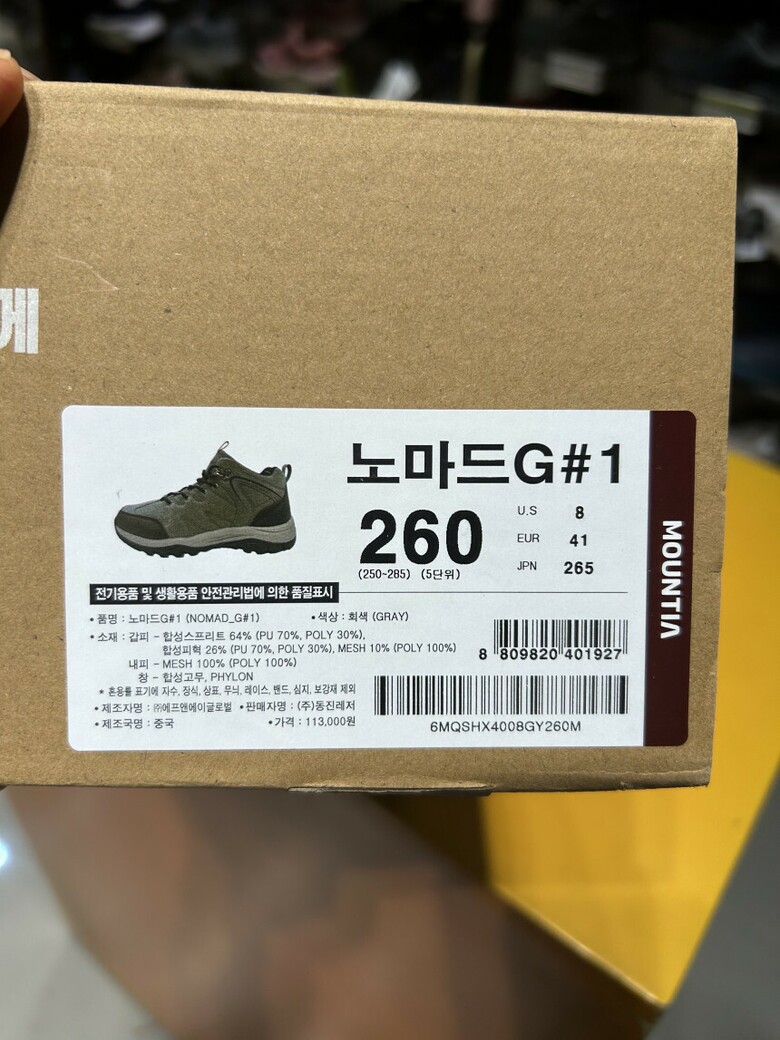 께
노마드G#1
260
(250~285) (5단위)
U.S 8
EUR 41
JPN 265
MOUNTIA
전기용품 및 생활용품 안전관리법에 의한 품질표시
• 품명 : 노마드G#1 (NOMAD_G#1) • 색상 : 회색 (GRAY)
• 소재 : 갑피 - 합성스프리트 64% (PU 70%, POLY 30%),
합성피혁 26% (PU 70%, POLY 30%), MESH 10% (POLY 100%)
내피 - MESH 100% (POLY 100%)
창 - 합성고무, PHYLON
* 혼용률 표기에 자수, 장식, 상표, 무늬, 레이스, 밴드, 심지, 보강재 제외
• 제조자명 : ㈜에프앤에이글로벌 • 판매자명 : (주)동진레저
• 제조국명 : 중국 • 가격 : 113,000원
8 809820 401927
6MQSHX4008GY260M